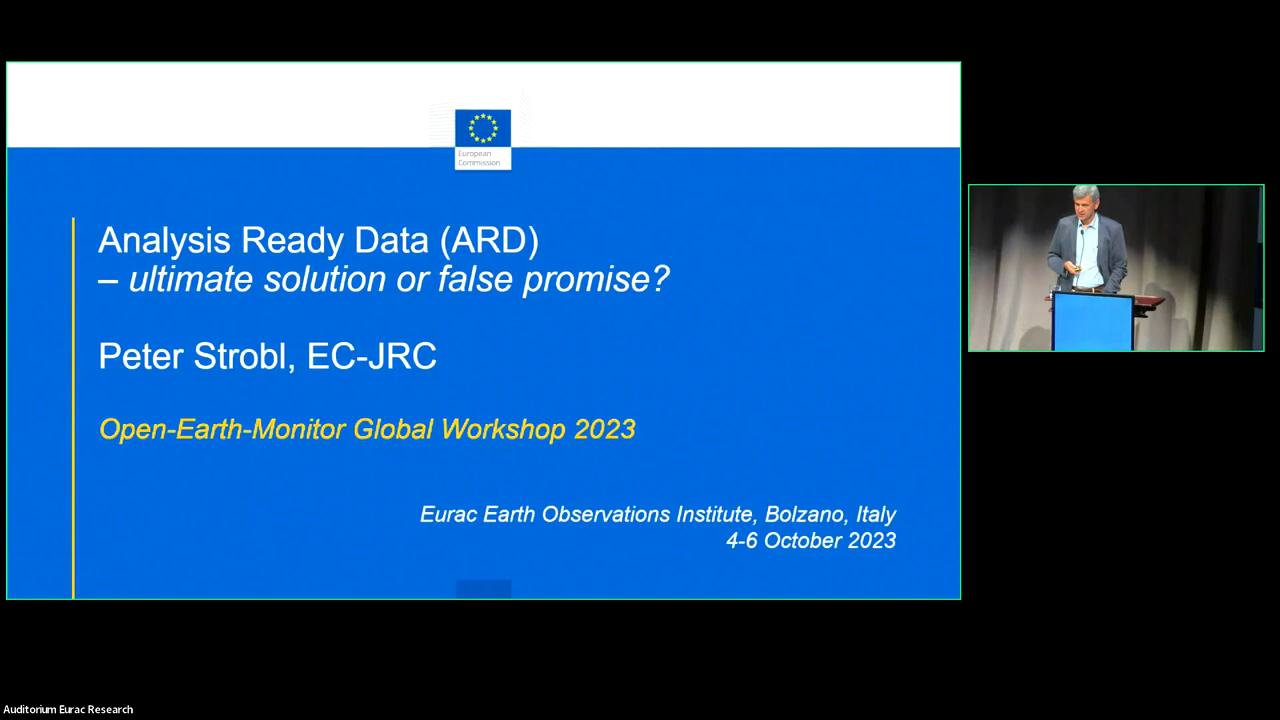 European
Commission
Analysis Ready Data (ARD)
– ultimate solution or false promise?
Peter Strobl, EC-JRC
Open-Earth-Monitor Global Workshop 2023
Eurac Earth Observations Institute, Bolzano, Italy
4-6 October 2023
Auditorium Eurac Research